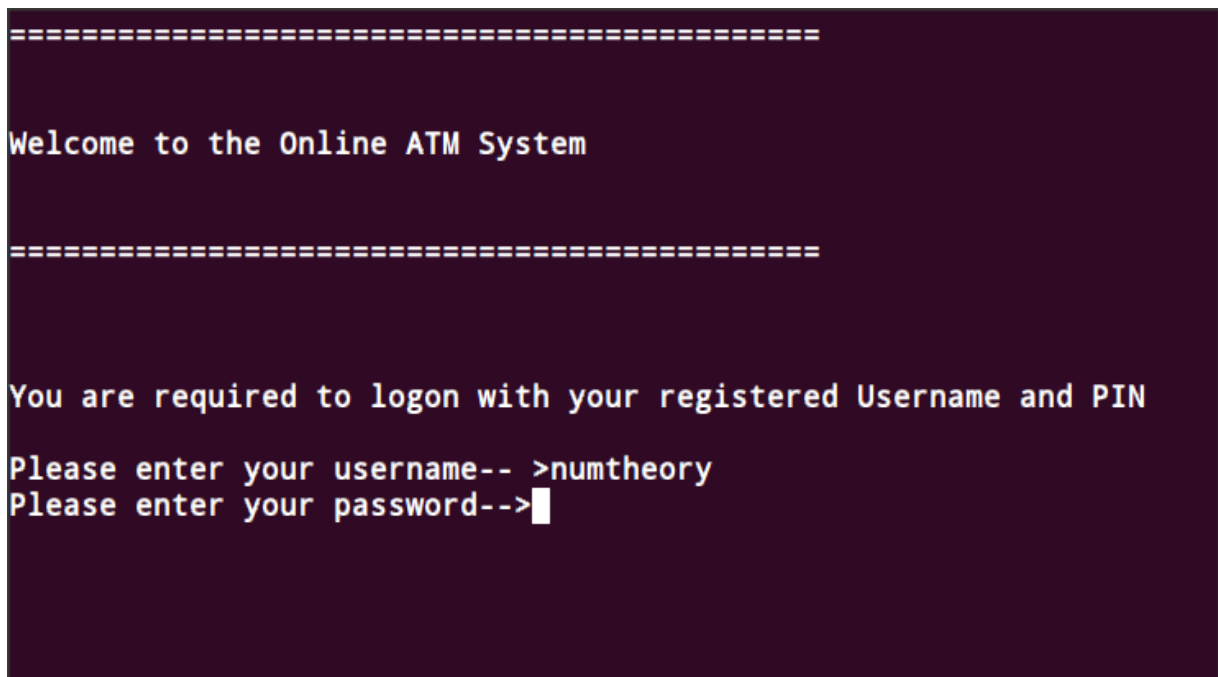 =============================================
Welcome to the Online ATM System
=============================================
You are required to logon with your registered Username and PIN
Please enter your username-- >numtheory
Please enter your password-->